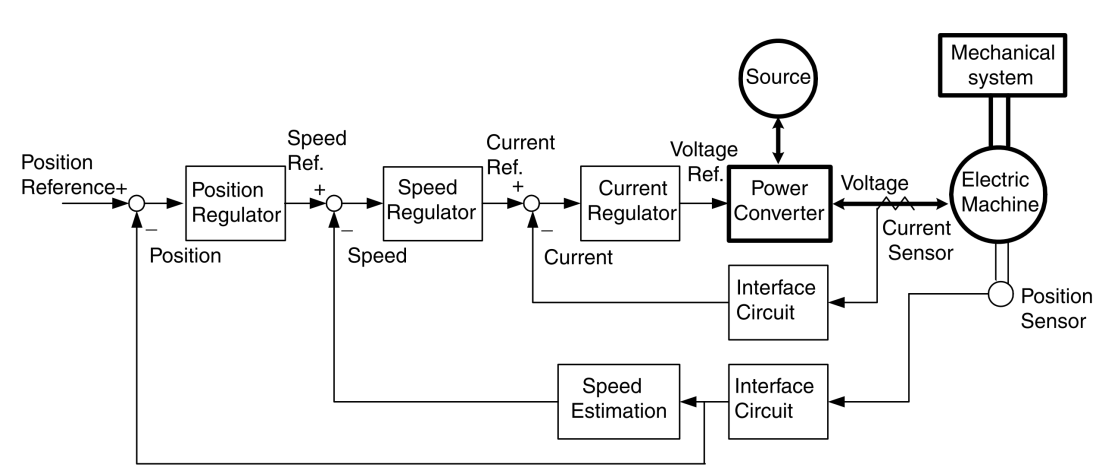 Mechanical
system
Source
Speed
Ref.
Current
Ref.
Voltage
Ref.
Position
Reference+
Position
Regulator
+
Speed
Regulator
+
Current
Regulator
Power
Converter
Voltage
Electric
Machine
−
Position
−
Speed
−
Current
Current
Sensor
Interface
Circuit
Position
Sensor
Speed
Estimation
Interface
Circuit